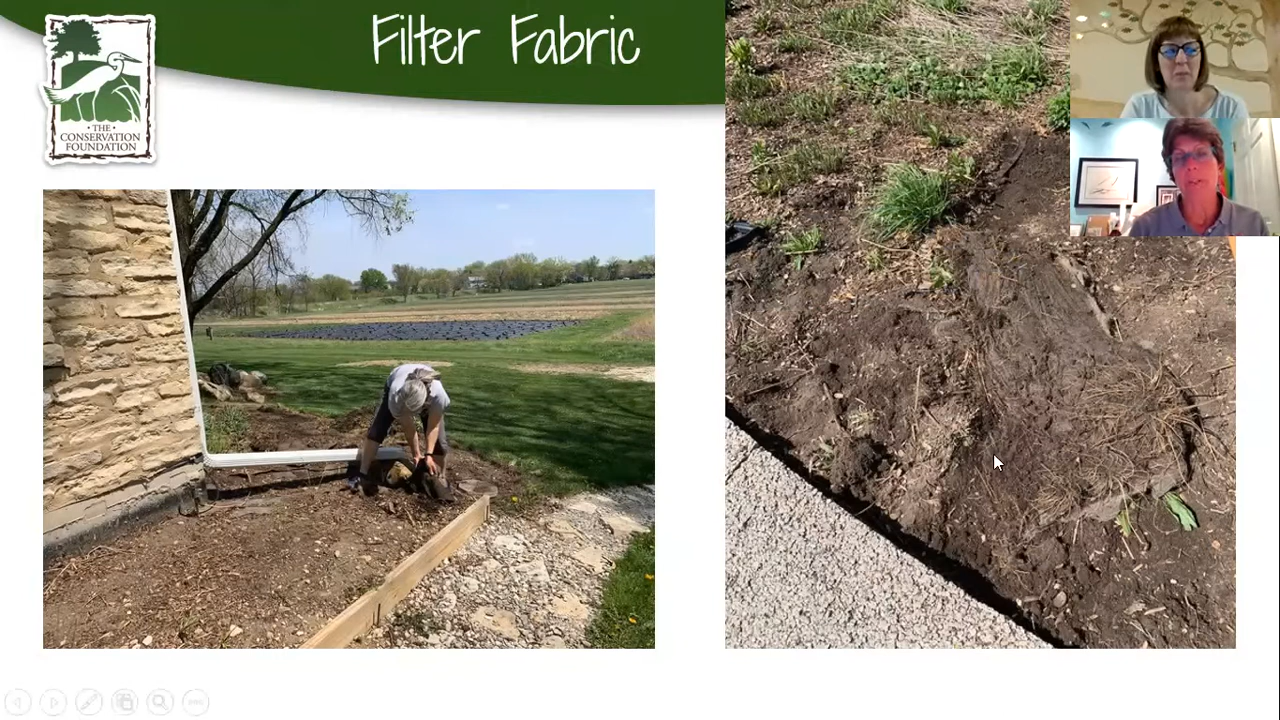 Filter Fabric
• THE •
CONSERVATION
FOUNDATION